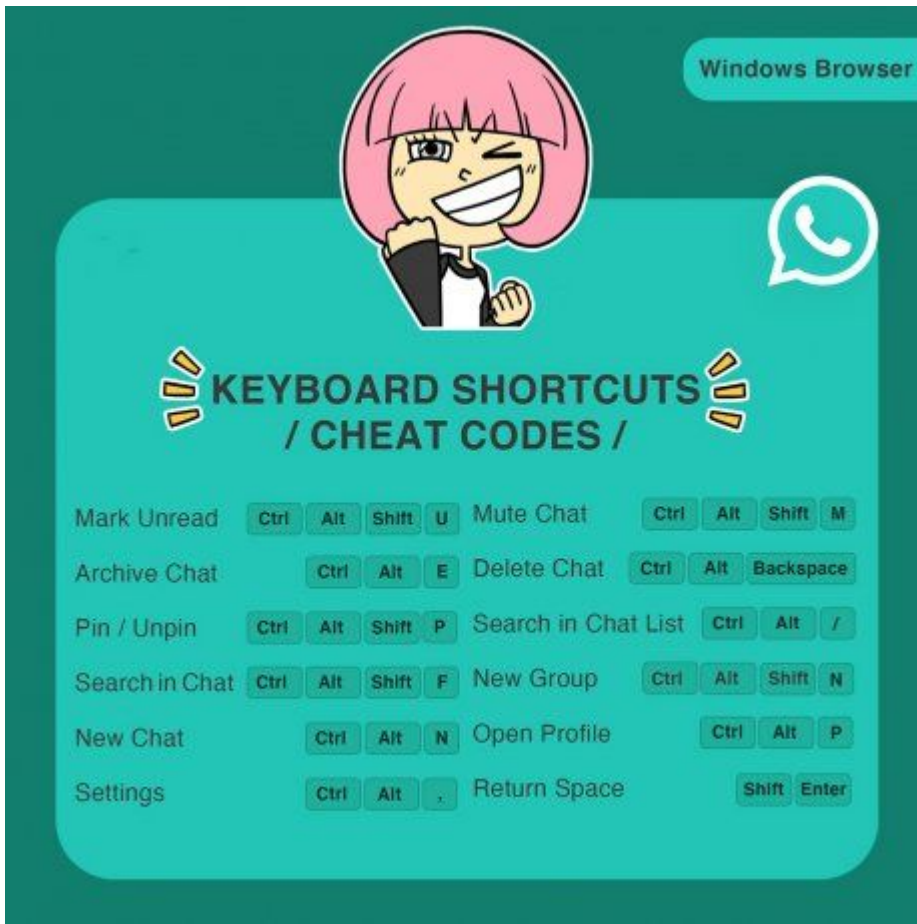 Windows Browser
KEYBOARD SHORTCUTS
/ CHEAT CODES /
Mark Unread Ctrl Alt Shift U
Archive Chat Ctrl Alt E
Pin / Unpin Ctrl Alt Shift P
Search in Chat Ctrl Alt Shift F
New Chat Ctrl Alt N
Settings Ctrl Alt ,
Mute Chat Ctrl Alt Shift M
Delete Chat Ctrl Alt Backspace
Search in Chat List Ctrl Alt /
New Group Ctrl Alt Shift N
Open Profile Ctrl Alt P
Return Space Shift Enter